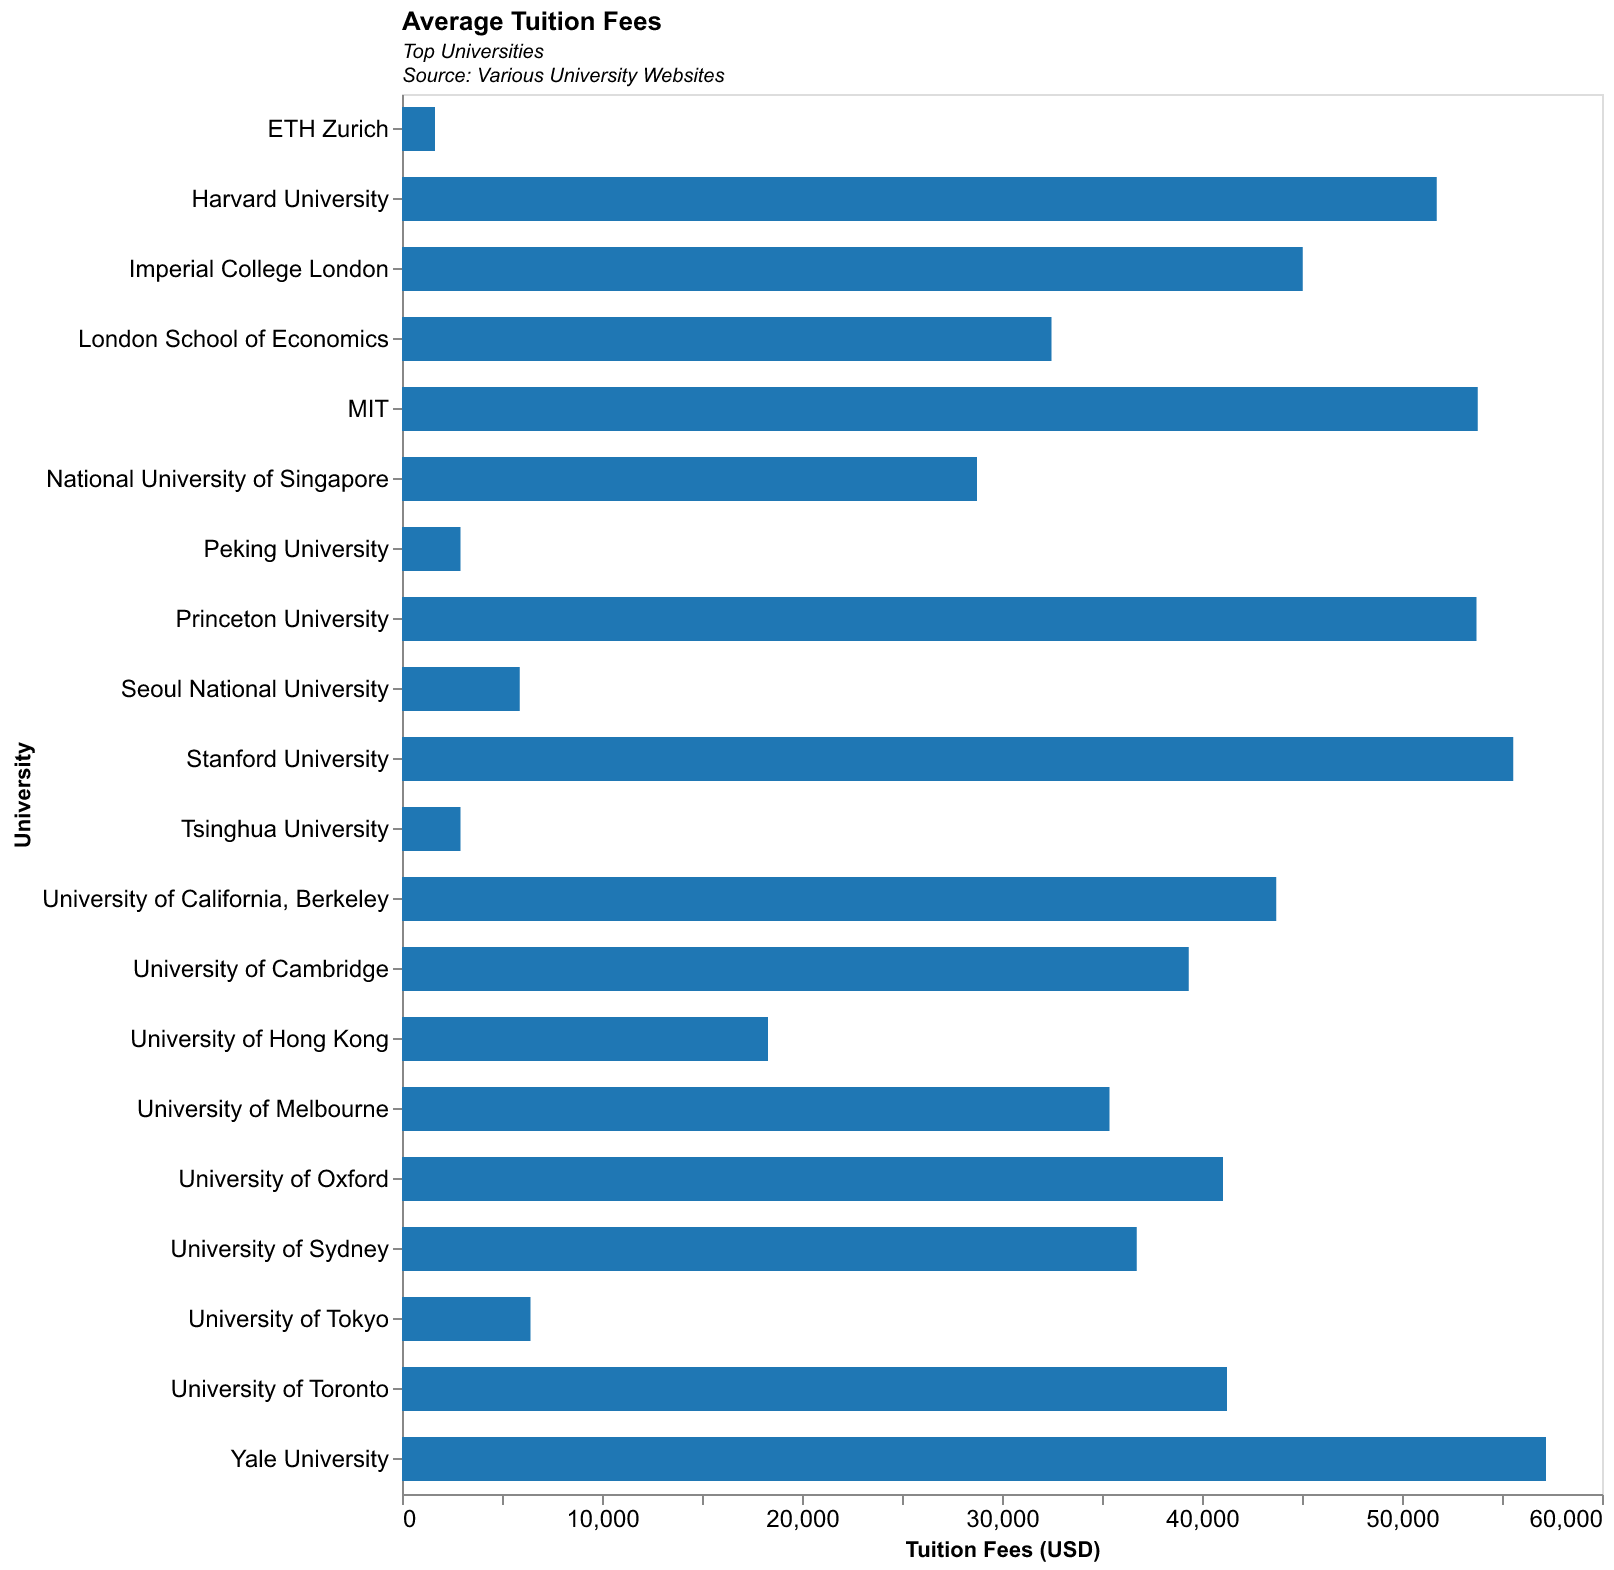 Average Tuition Fees
Top Universities
Source: Various University Websites
ETH Zurich
Harvard University
Imperial College London
London School of Economics
MIT
National University of Singapore
Peking University
Princeton University
Seoul National University
Stanford University
Tsinghua University
University of California, Berkeley
University of Cambridge
University of Hong Kong
University of Melbourne
University of Oxford
University of Sydney
University of Tokyo
University of Toronto
Yale University
University
0 10,000 20,000 30,000 40,000 50,000 60,000
Tuition Fees (USD)